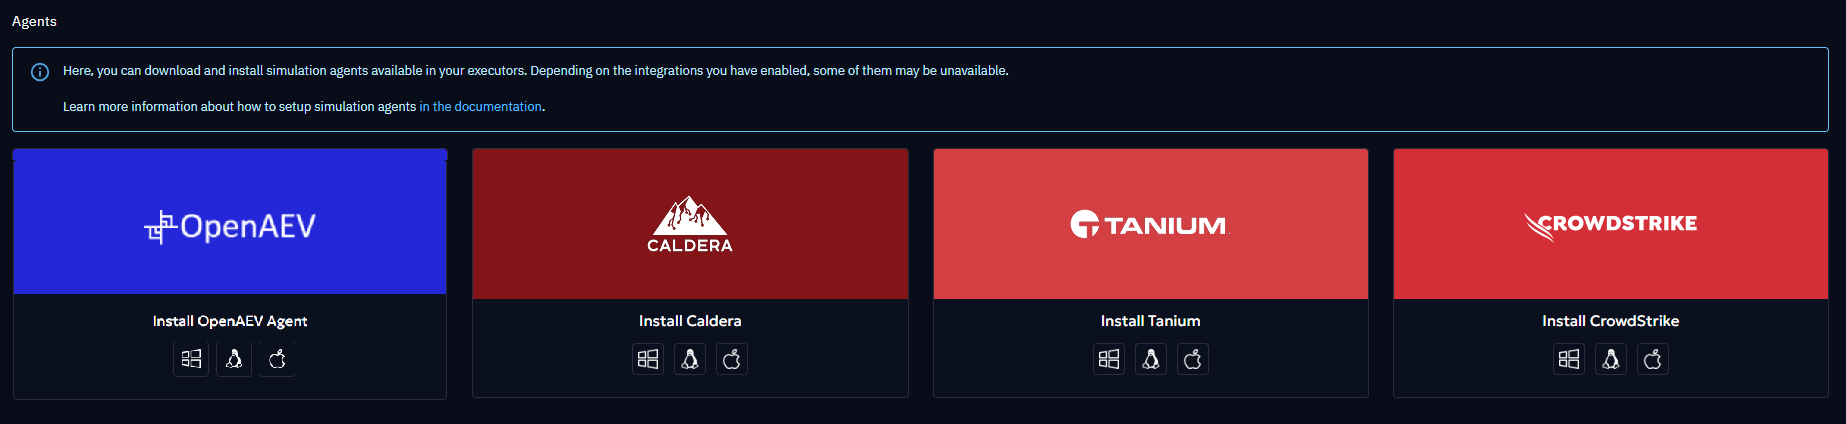 Agents
Here, you can download and install simulation agents available in your executors. Depending on the integrations you have enabled, some of them may be unavailable.
Learn more information about how to setup simulation agents in the documentation.
OpenAEV
CALDERA
TANIUM
CROWDSTRIKE
Install OpenAEV Agent
Install Caldera
Install Tanium
Install CrowdStrike